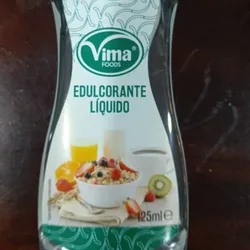 Vima®
FOODS
EDULCORANTE
LÍQUIDO
125ml e